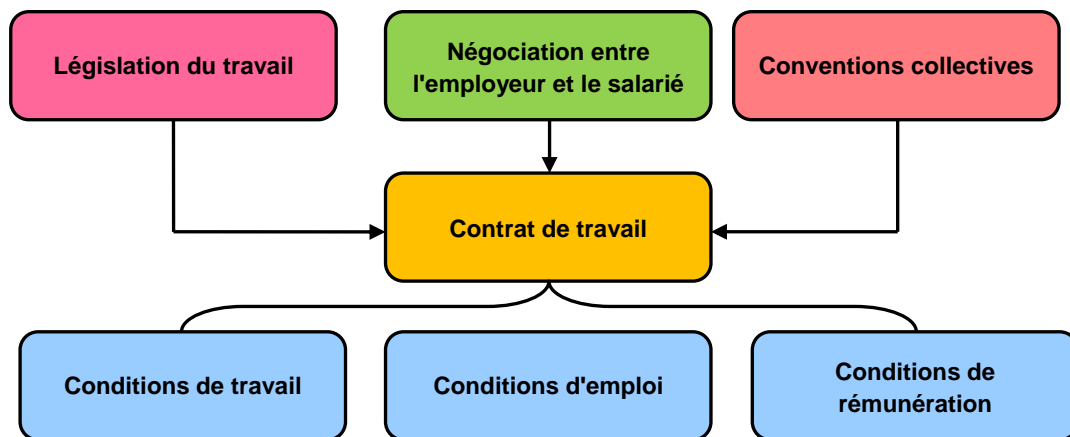 Législation du travail
Négociation entre
l'employeur et le salarié
Conventions collectives
Contrat de travail
Conditions de travail
Conditions d'emploi
Conditions de
rémunération